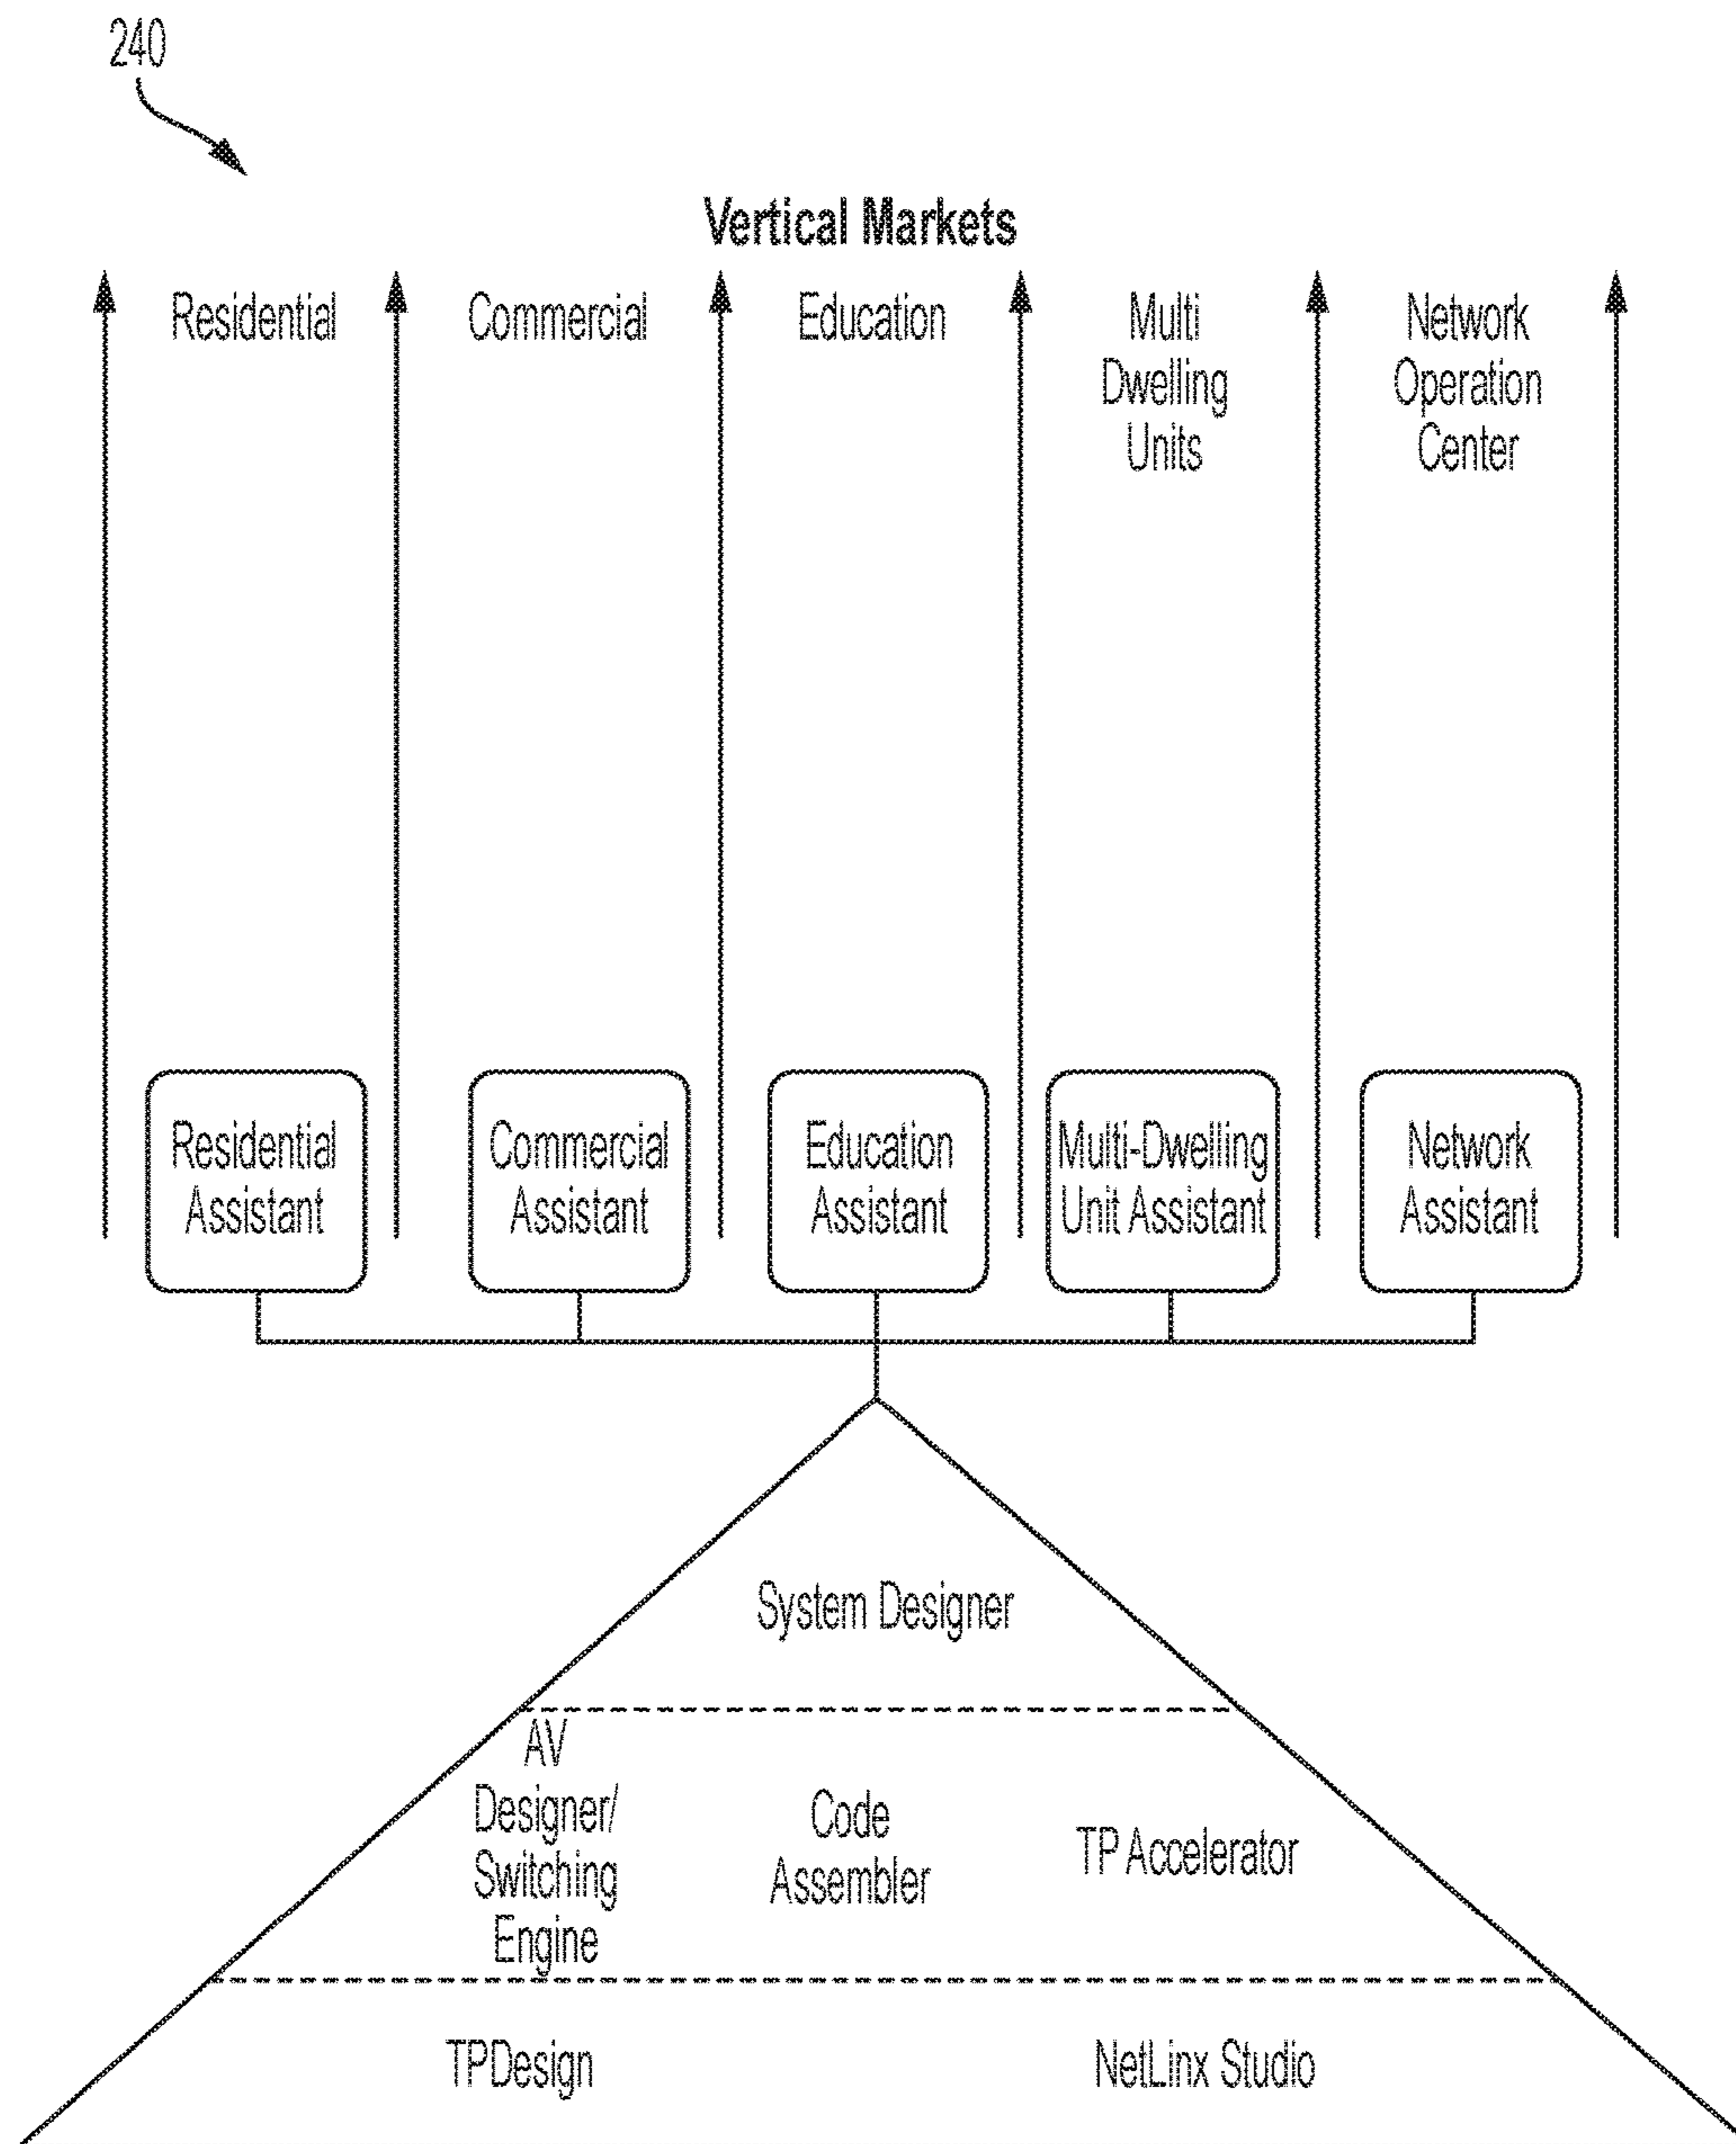 240
Vertical Markets
Residential
Commercial
Education
Multi
Dwelling
Units
Network
Operation
Center
Residential
Assistant
Commercial
Assistant
Education
Assistant
Multi-Dwelling
Unit Assistant
Network
Assistant
System Designer
AV
Designer/
Switching
Engine
Code
Assembler
TP Accelerator
TPDesign
NetLinx Studio